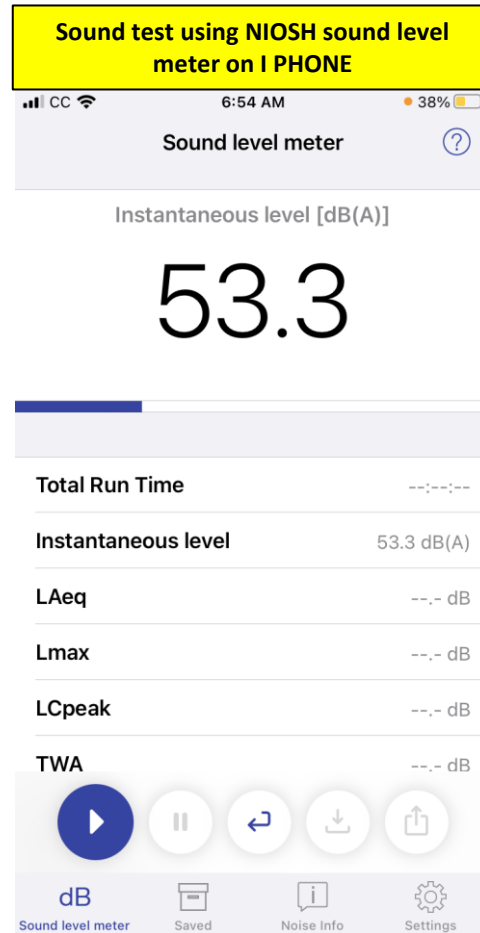 Sound test using NIOSH sound level
meter on I PHONE
CC 6:54 AM 38%
Sound level meter ?
Instantaneous level [dB(A)]
53.3
Total Run Time --:--:--
Instantaneous level 53.3 dB(A)
LAeq --.- dB
Lmax --.- dB
LCpeak --.- dB
TWA --.- dB
dB
Sound level meter Saved Noise Info Settings